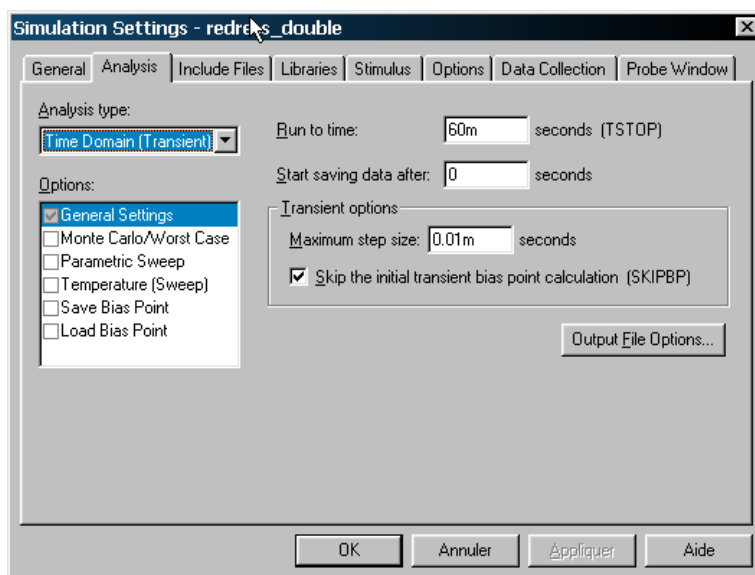 Simulation Settings - redress_double
General Analysis Include Files Libraries Stimulus Options Data Collection Probe Window
Analysis type:
Time Domain (Transient)
Options:
General Settings
Monte Carlo/Worst Case
Parametric Sweep
Temperature (Sweep)
Save Bias Point
Load Bias Point
Run to time: 60m seconds (TSTOP)
Start saving data after: 0 seconds
Transient options
Maximum step size: 0.01m seconds
Skip the initial transient bias point calculation (SKIPBP)
Output File Options...
OK Annuler Appliquer Aide